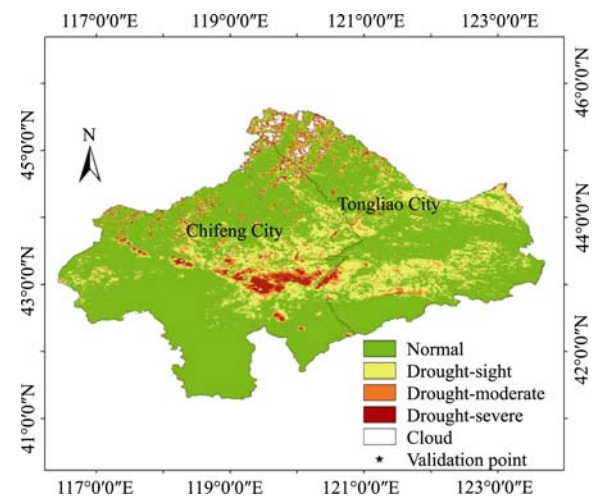 117°0′0″E 119°0′0″E 121°0′0″E 123°0′0″E
46°0′0″N
45°0′0″N
N
44°0′0″N
Tongliao City
Chifeng City
43°0′0″N
42°0′0″N
Normal
Drought-sight
Drought-moderate
Drought-severe
Cloud
Validation point
41°0′0″N
117°0′0″E 119°0′0″E 121°0′0″E 123°0′0″E